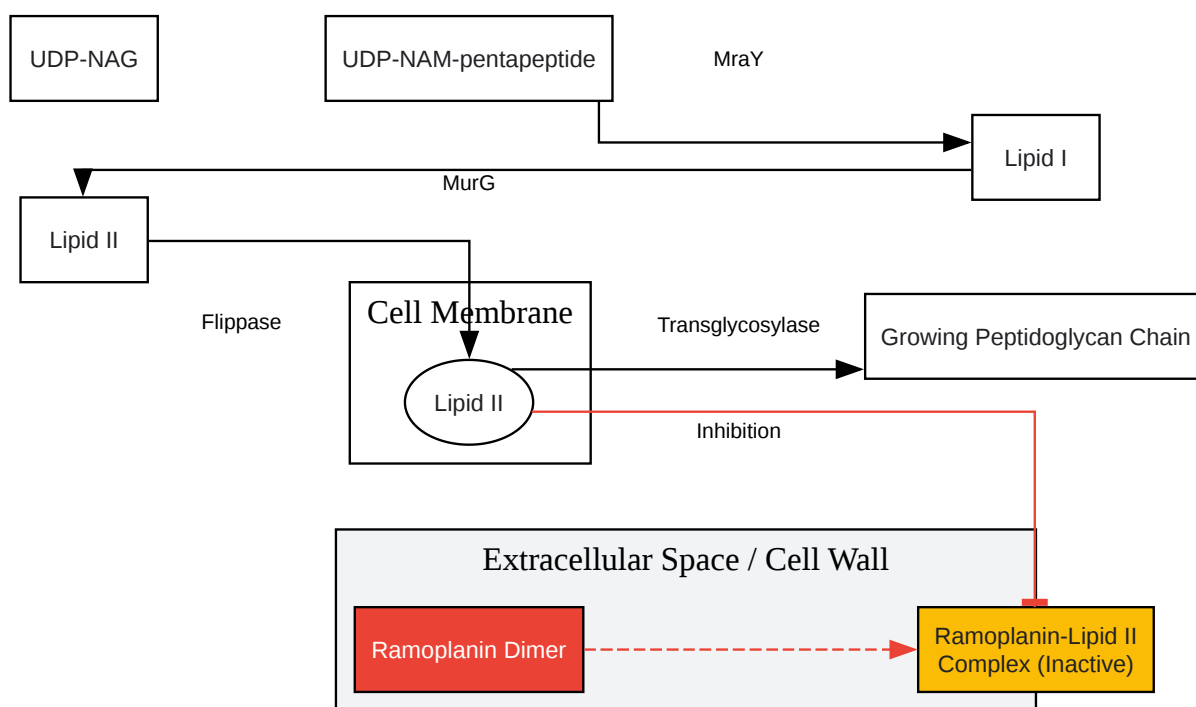 UDP-NAG
UDP-NAM-pentapeptide
MraY
Lipid I
MurG
Lipid II
Flippase
Cell Membrane
Transglycosylase
Growing Peptidoglycan Chain
Lipid II
Inhibition
Extracellular Space / Cell Wall
Ramoplanin Dimer
Ramoplanin-Lipid II
Complex (Inactive)